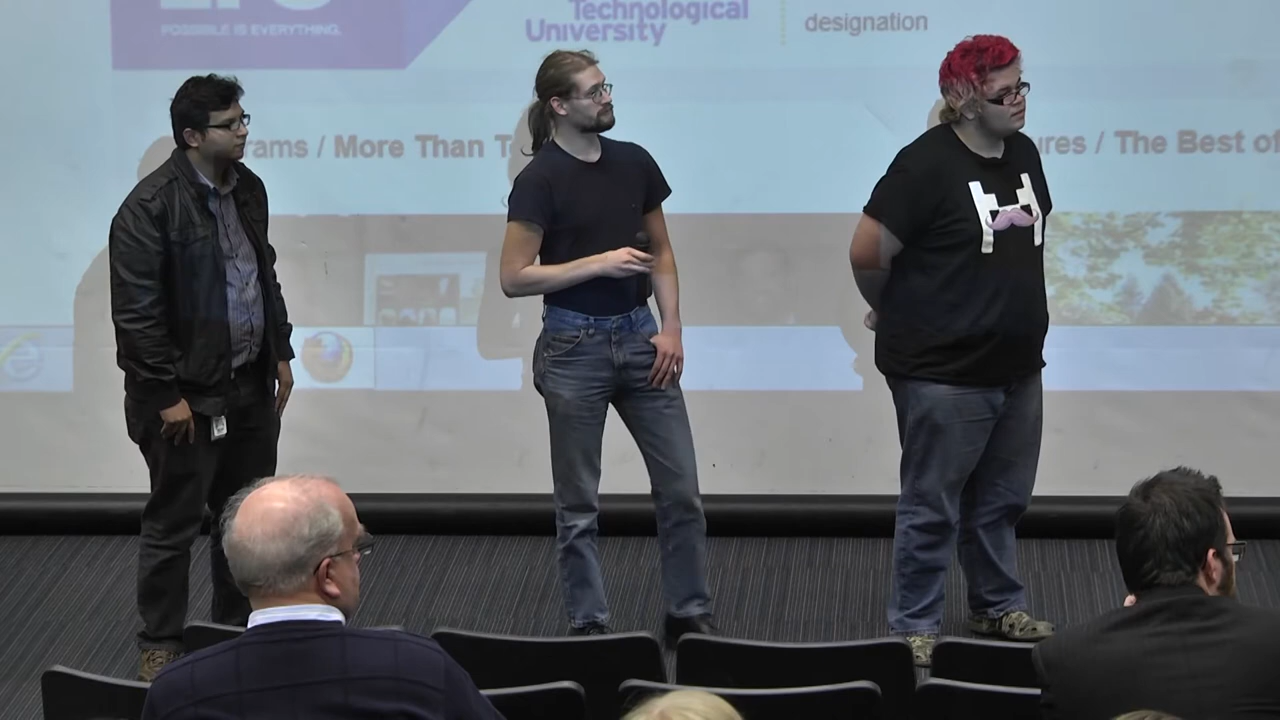 POSSIBLE IS EVERYTHING.
Technological
University
designation
rams / More Than T
ures / The Best of